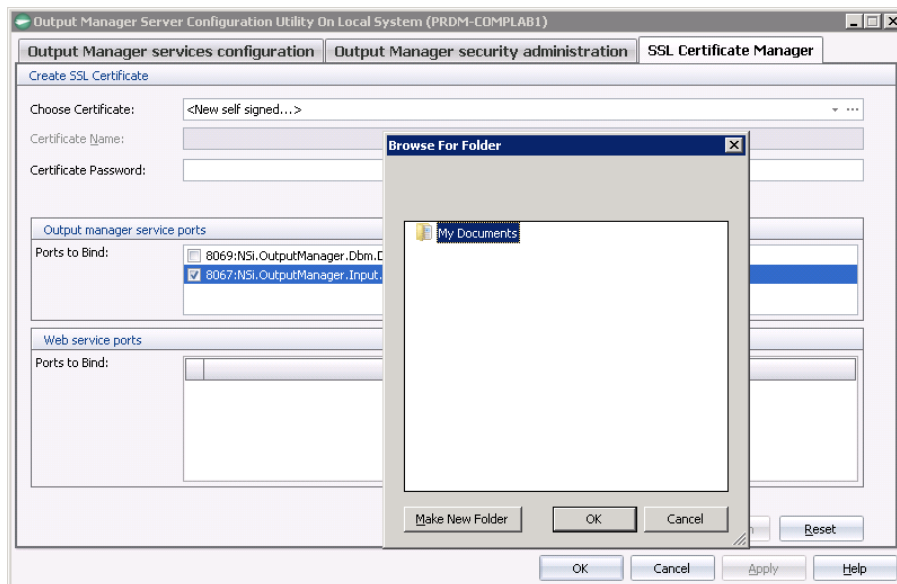 Output Manager Server Configuration Utility On Local System (PRDM-COMPLAB1)
Output Manager services configuration Output Manager security administration SSL Certificate Manager
Create SSL Certificate
Choose Certificate: <New self signed...>
Certificate Name:
Browse For Folder
Certificate Password:
Output manager service ports
My Documents
Ports to Bind: 8069:NSi.OutputManager.Dbm.D
8067:NSi.OutputManager.Input.
Web service ports
Ports to Bind:
Make New Folder OK Cancel
Reset
OK Cancel Apply Help